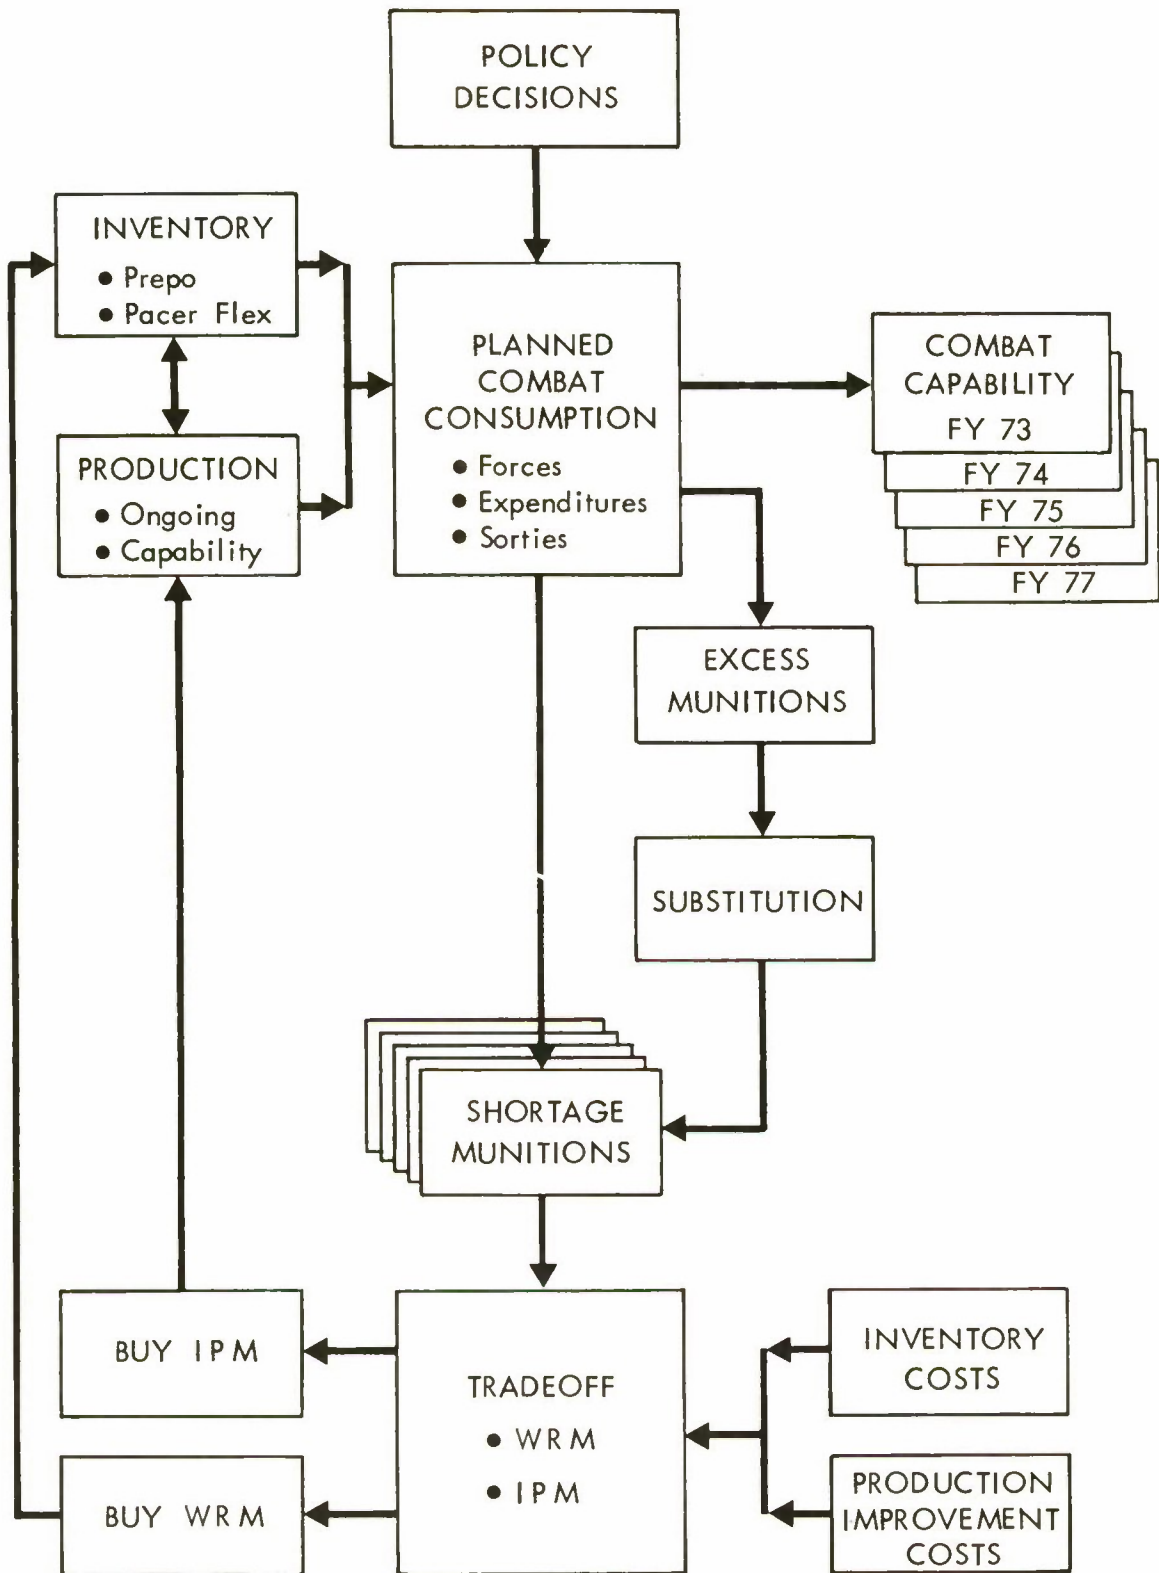 POLICY
DECISIONS
INVENTORY
● Prepo
● Pacer Flex
PRODUCTION
● Ongoing
● Capability
PLANNED
COMBAT
CONSUMPTION
● Forces
● Expenditures
● Sorties
COMBAT
CAPABILITY
FY 73
FY 74
FY 75
FY 76
FY 77
EXCESS
MUNITIONS
SUBSTITUTION
SHORTAGE
MUNITIONS
BUY IPM
BUY WRM
TRADEOFF
● WRM
● IPM
INVENTORY
COSTS
PRODUCTION
IMPROVEMENT
COSTS